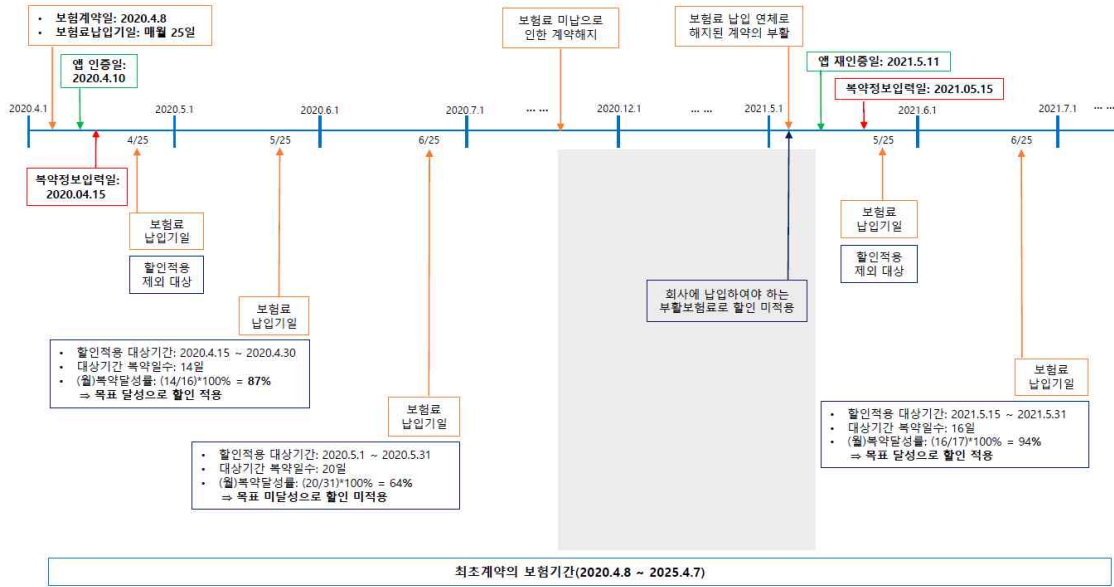 • 보험계약일: 2020.4.8
• 보험료납입기일: 매월 25일
보험료 미납으로
인한 계약해지
보험료 납입 연체로
해지된 계약의 부활
앱 인증일:
2020.4.10
앱 재인증일: 2021.5.11
복약정보입력일: 2021.05.15
2020.4.1
2020.5.1
2020.6.1
2020.7.1
... ...
2020.12.1
... ...
2021.5.1
2021.6.1
2021.7.1
... ...
4/25
5/25
6/25
5/25
6/25
복약정보입력일:
2020.04.15
보험료
납입기일
할인적용
제외 대상
보험료
납입기일
할인적용
제외 대상
회사에 납입하여야 하는
부활보험료로 할인 미적용
보험료
납입기일
• 할인적용 대상기간: 2020.4.15 ~ 2020.4.30
• 대상기간 복약일수: 14일
• (월)복약달성률: (14/16)*100% = 87%
⇒ 목표 달성으로 할인 적용
보험료
납입기일
• 할인적용 대상기간: 2020.5.1 ~ 2020.5.31
• 대상기간 복약일수: 20일
• (월)복약달성률: (20/31)*100% = 64%
⇒ 목표 미달성으로 할인 미적용
보험료
납입기일
• 할인적용 대상기간: 2021.5.15 ~ 2021.5.31
• 대상기간 복약일수: 16일
• (월)복약달성률: (16/17)*100% = 94%
⇒ 목표 달성으로 할인 적용
최초계약의 보험기간(2020.4.8 ~ 2025.4.7)